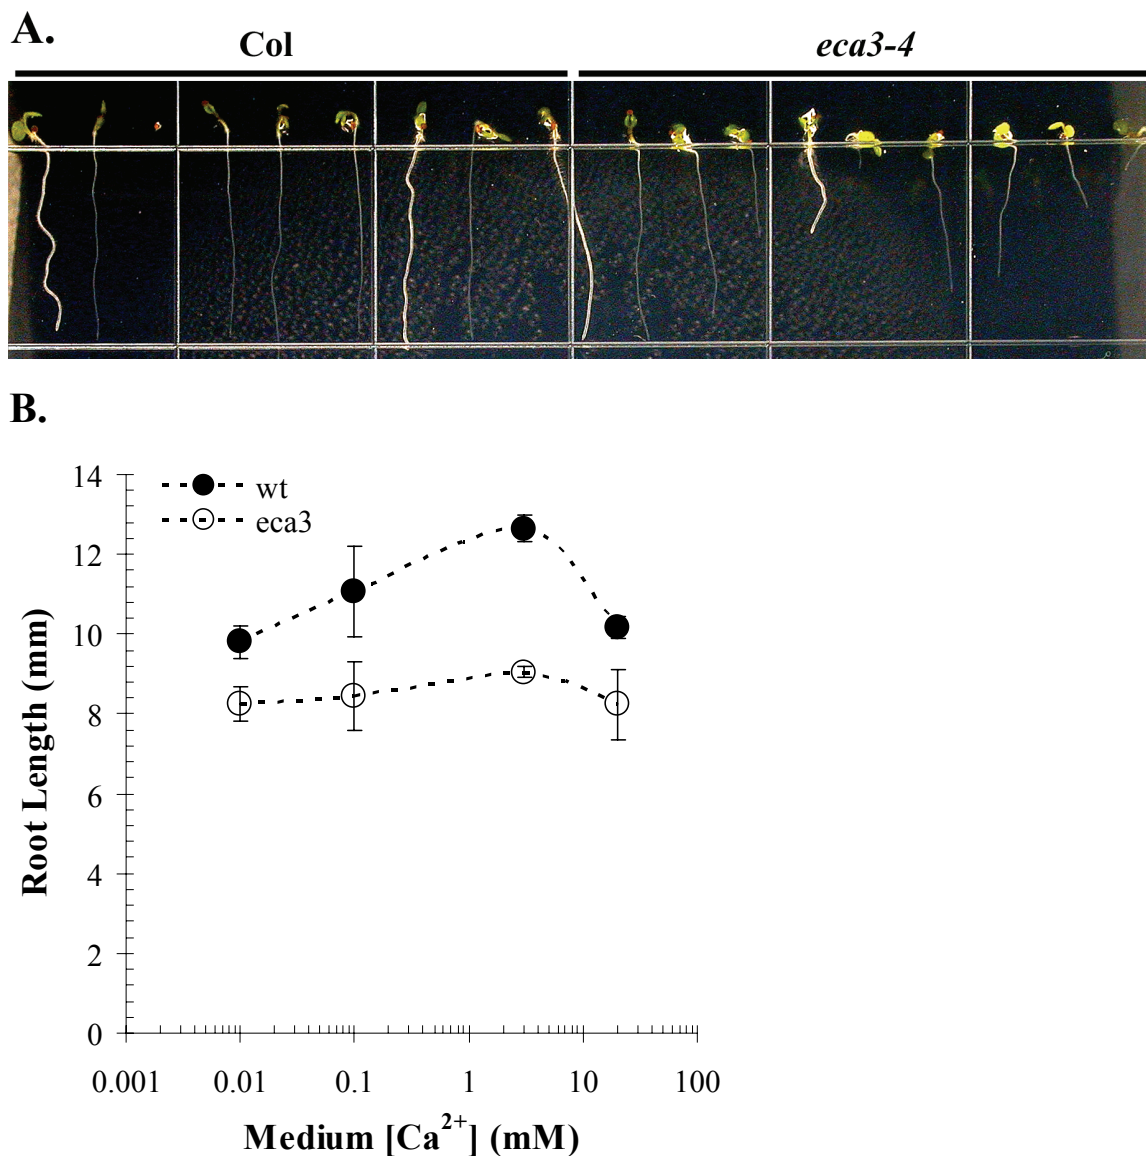 A.
Col
eca3-4
B.
14
12
10
8
6
4
2
0
wt
eca3
Root Length (mm)
0.001 0.01 0.1 1 10 100
Medium [Ca²⁺] (mM)